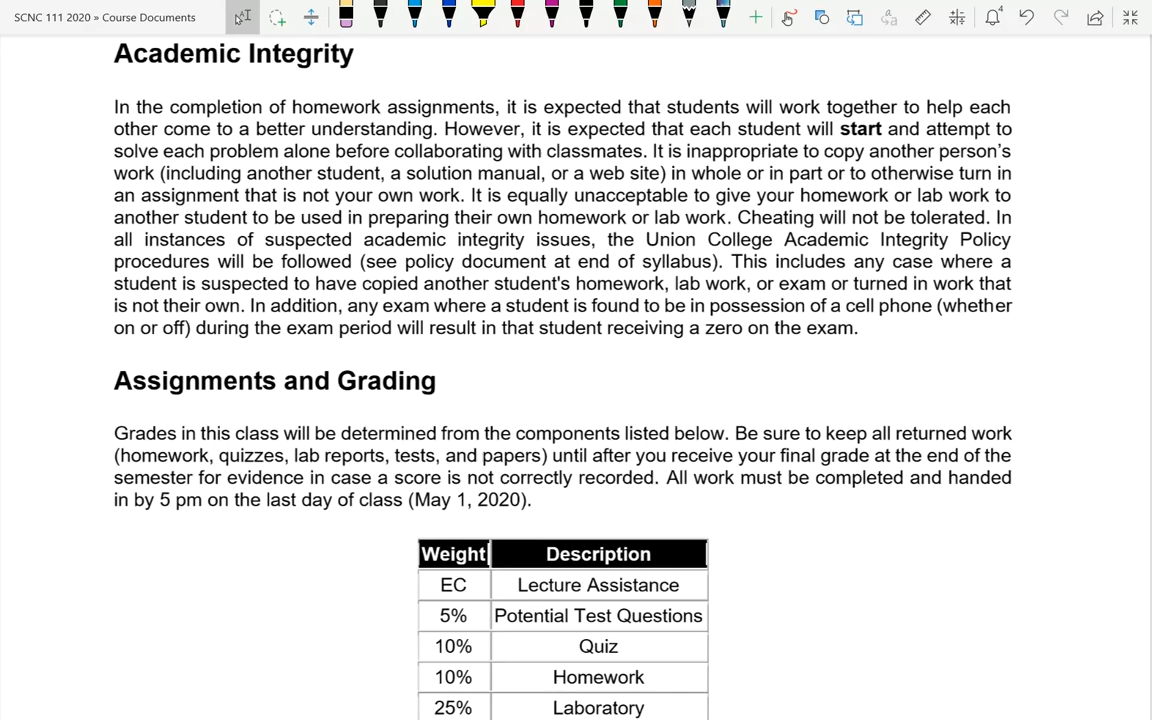 SCNC 111 2020 » Course Documents
Academic Integrity
In the completion of homework assignments, it is expected that students will work together to help each
other come to a better understanding. However, it is expected that each student will start and attempt to
solve each problem alone before collaborating with classmates. It is inappropriate to copy another person’s
work (including another student, a solution manual, or a web site) in whole or in part or to otherwise turn in
an assignment that is not your own work. It is equally unacceptable to give your homework or lab work to
another student to be used in preparing their own homework or lab work. Cheating will not be tolerated. In
all instances of suspected academic integrity issues, the Union College Academic Integrity Policy
procedures will be followed (see policy document at end of syllabus). This includes any case where a
student is suspected to have copied another student's homework, lab work, or exam or turned in work that
is not their own. In addition, any exam where a student is found to be in possession of a cell phone (whether
on or off) during the exam period will result in that student receiving a zero on the exam.
Assignments and Grading
Grades in this class will be determined from the components listed below. Be sure to keep all returned work
(homework, quizzes, lab reports, tests, and papers) until after you receive your final grade at the end of the
semester for evidence in case a score is not correctly recorded. All work must be completed and handed
in by 5 pm on the last day of class (May 1, 2020).
Weight Description
EC Lecture Assistance
5% Potential Test Questions
10% Quiz
10% Homework
25% Laboratory